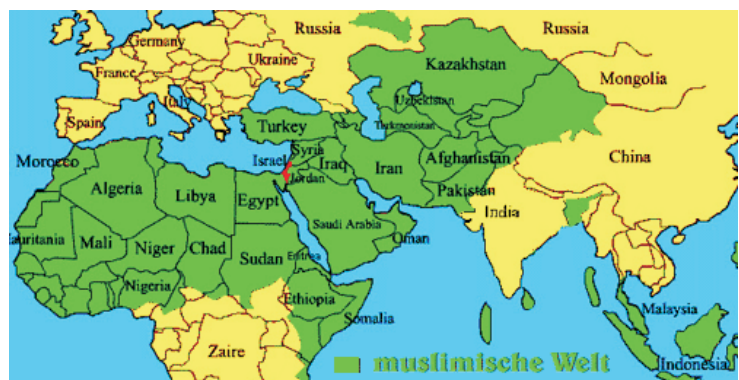 Germany
Russia
Russia
France
Ukraine
Kazakhstan
Mongolia
Italy
Uzbekistan
Spain
Turkey
Turkmenistan
China
Morocco
Israel
Syria
Iraq
Iran
Afghanistan
Jordan
Pakistan
Algeria
Libya
Egypt
India
Saudi Arabia
Mauritania
Mali
Niger
Chad
Sudan
Eritrea
Oman
Nigeria
Ethiopia
Somalia
Malaysia
Zaire
muslimische Welt
Indonesia